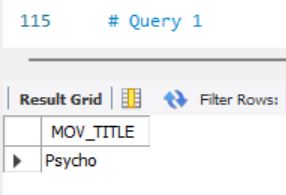 115 # Query 1
Result Grid Filter Rows:
MOV_TITLE
Psycho